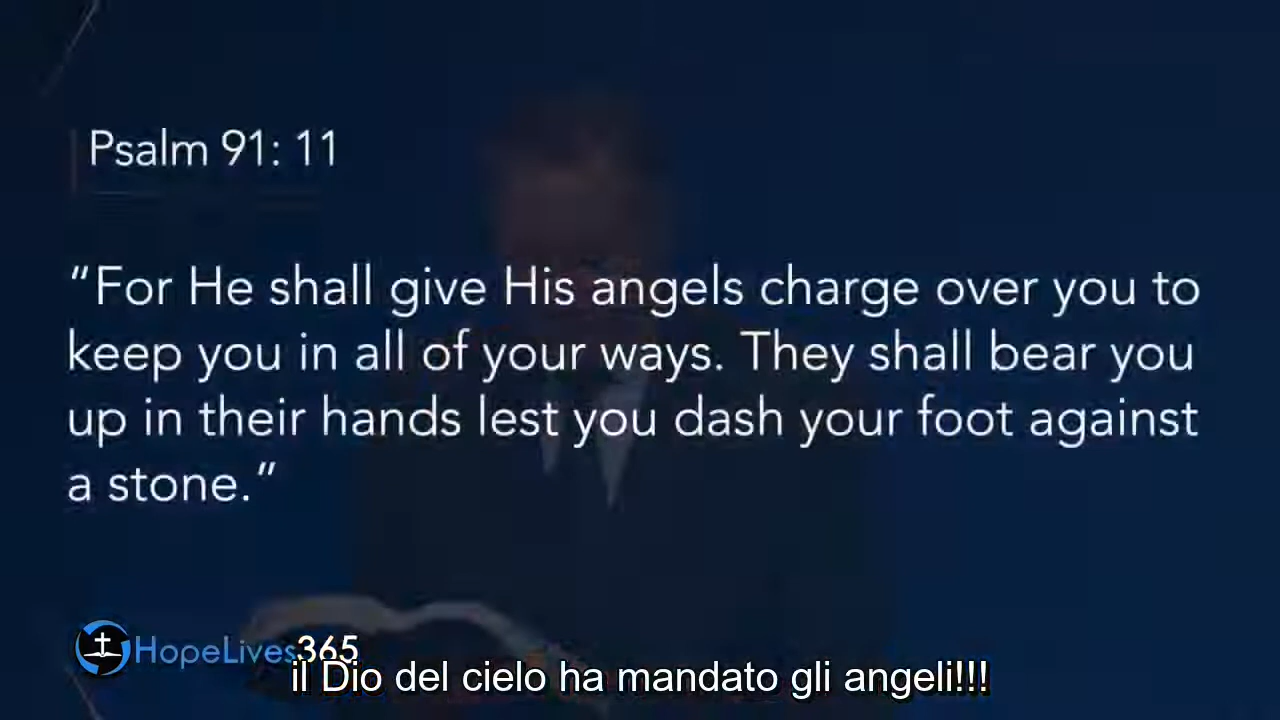 Psalm 91: 11
“For He shall give His angels charge over you to
keep you in all of your ways. They shall bear you
up in their hands lest you dash your foot against
a stone.”
HopeLives365
il Dio del cielo ha mandato gli angeli!!!